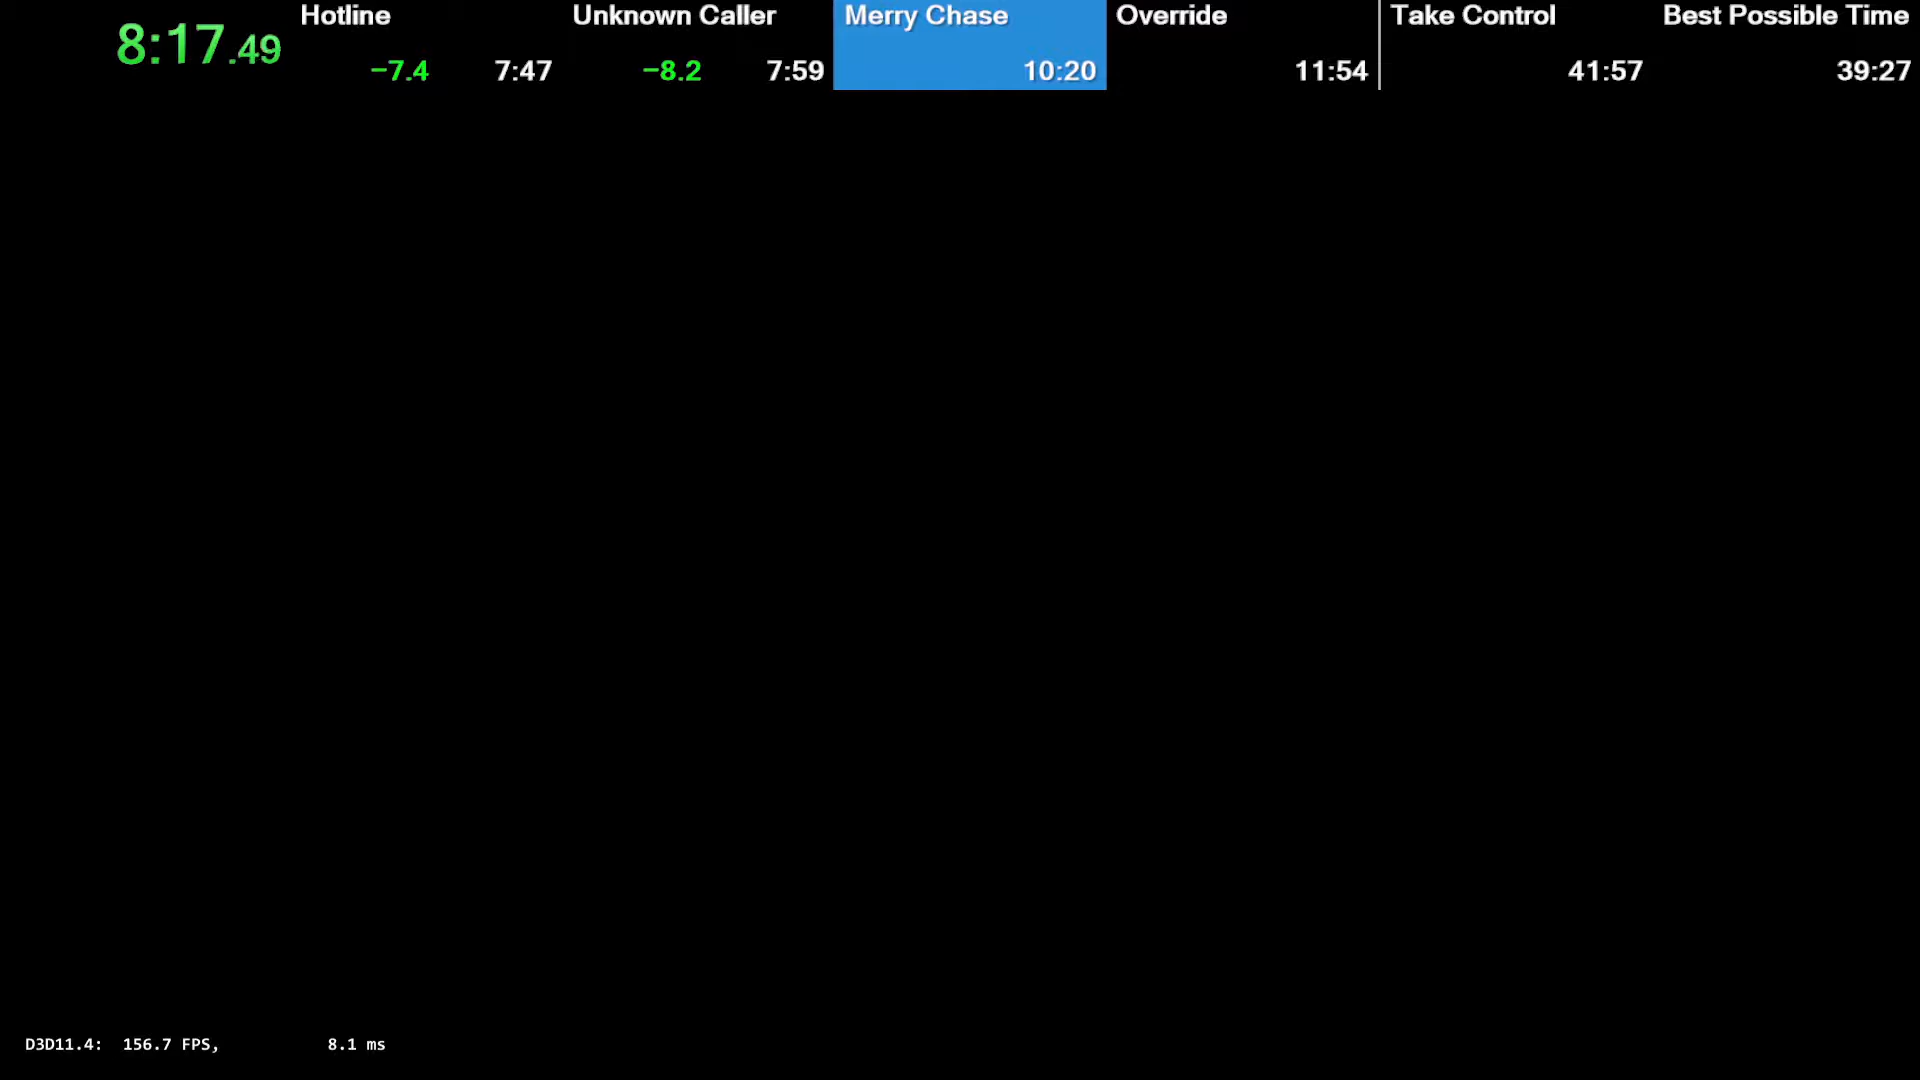 8:17.49
Hotline
−7.4 7:47
Unknown Caller
−8.2 7:59
Merry Chase
10:20
Override
11:54
Take Control
41:57
Best Possible Time
39:27
D3D11.4: 156.7 FPS, 8.1 ms